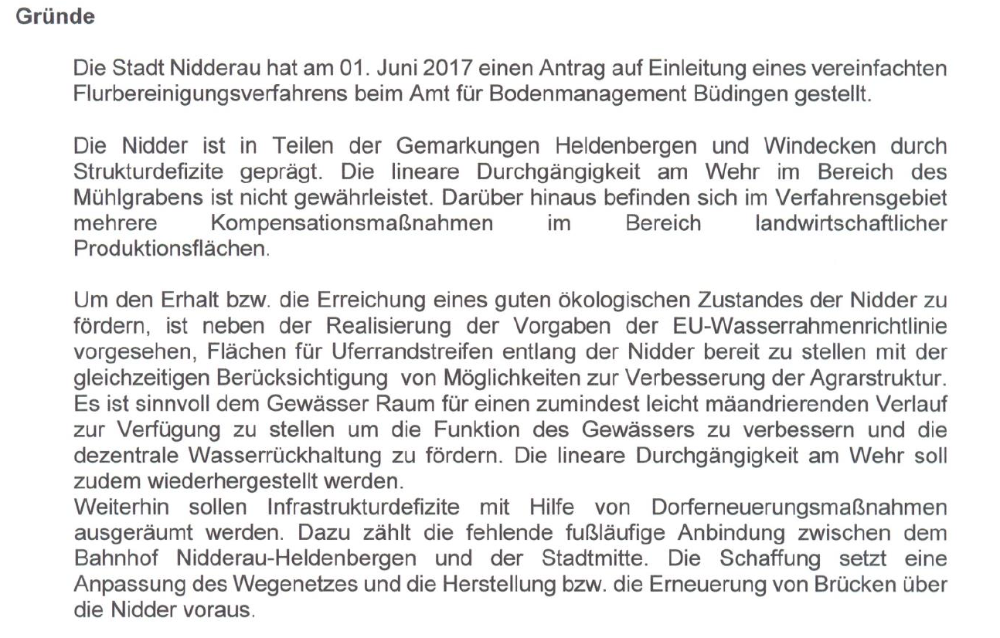 Gründe
Die Stadt Nidderau hat am 01. Juni 2017 einen Antrag auf Einleitung eines vereinfachten
Flurbereinigungsverfahrens beim Amt für Bodenmanagement Büdingen gestellt.
Die Nidder ist in Teilen der Gemarkungen Heldenbergen und Windecken durch
Strukturdefizite geprägt. Die lineare Durchgängigkeit am Wehr im Bereich des
Mühlgrabens ist nicht gewährleistet. Darüber hinaus befinden sich im Verfahrensgebiet
mehrere Kompensationsmaßnahmen im Bereich landwirtschaftlicher
Produktionsflächen.
Um den Erhalt bzw. die Erreichung eines guten ökologischen Zustandes der Nidder zu
fördern, ist neben der Realisierung der Vorgaben der EU-Wasserrahmenrichtlinie
vorgesehen, Flächen für Uferrandstreifen entlang der Nidder bereit zu stellen mit der
gleichzeitigen Berücksichtigung von Möglichkeiten zur Verbesserung der Agrarstruktur.
Es ist sinnvoll dem Gewässer Raum für einen zumindest leicht mäandrierenden Verlauf
zur Verfügung zu stellen um die Funktion des Gewässers zu verbessern und die
dezentrale Wasserrückhaltung zu fördern. Die lineare Durchgängigkeit am Wehr soll
zudem wiederhergestellt werden.
Weiterhin sollen Infrastrukturdefizite mit Hilfe von Dorferneuerungsmaßnahmen
ausgeräumt werden. Dazu zählt die fehlende fußläufige Anbindung zwischen dem
Bahnhof Nidderau-Heldenbergen und der Stadtmitte. Die Schaffung setzt eine
Anpassung des Wegenetzes und die Herstellung bzw. die Erneuerung von Brücken über
die Nidder voraus.